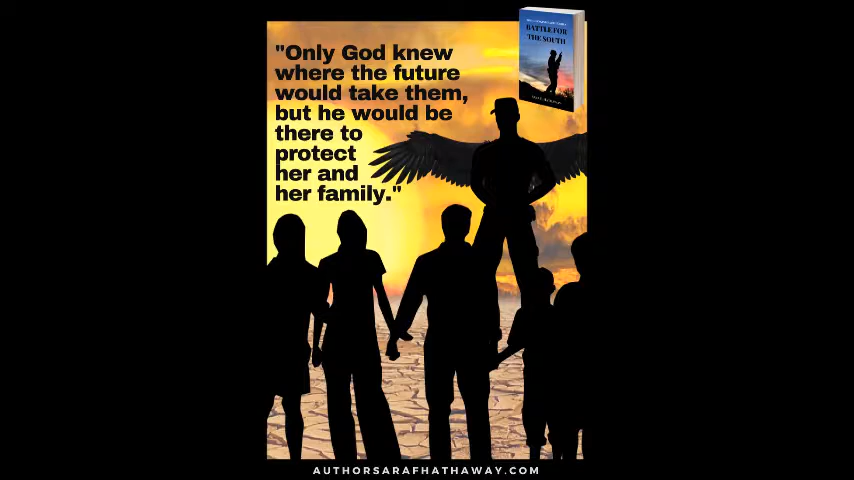 "Only God knew
where the future
would take them,
but he would be
there to
protect
her and
her family."
BATTLE FOR
THE SOUTH
AUTHORSARAFHATHAWAY.COM